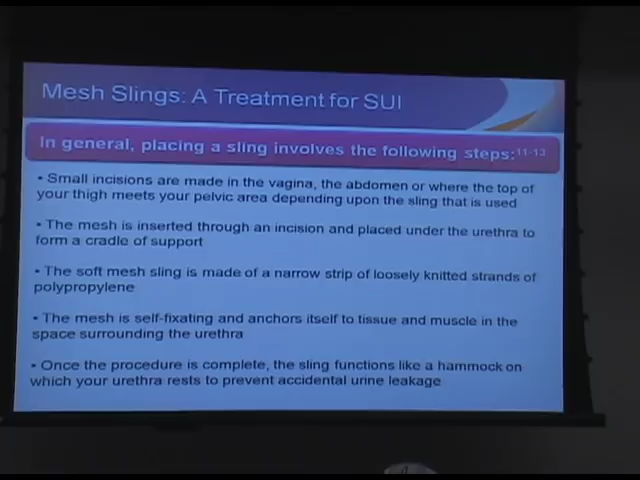 Mesh Slings: A Treatment for SUI
In general, placing a sling involves the following steps:11-13
• Small incisions are made in the vagina, the abdomen or where the top of
your thigh meets your pelvic area depending upon the sling that is used
• The mesh is inserted through an incision and placed under the urethra to
form a cradle of support
• The soft mesh sling is made of a narrow strip of loosely knitted strands of
polypropylene
• The mesh is self-fixating and anchors itself to tissue and muscle in the
space surrounding the urethra
• Once the procedure is complete, the sling functions like a hammock on
which your urethra rests to prevent accidental urine leakage